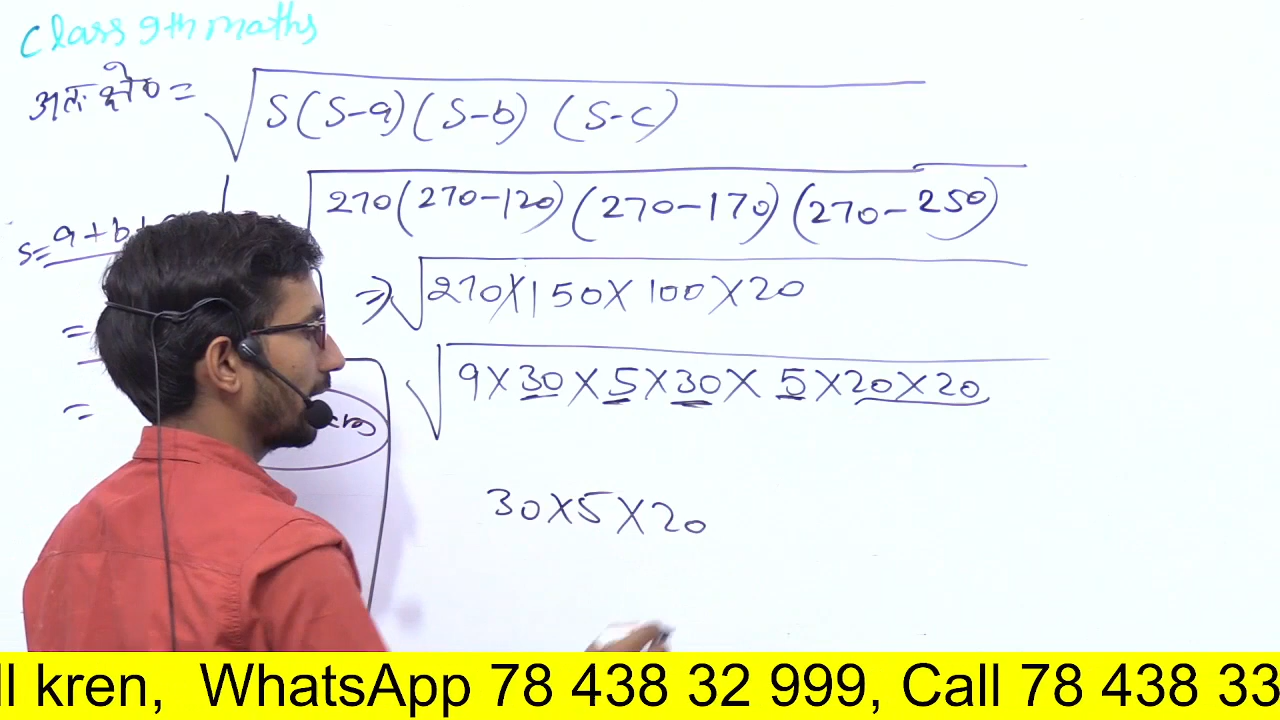 Class 9th maths
अतः क्षे० = √S(S-a)(S-b) (S-c)
√270(270-120)(270-170)(270-250)
s= a+b+
⇒ √270×150×100×20
=
√9×30×5×30×5×20×20
=
30×5×20
ll kren, WhatsApp 78 438 32 999, Call 78 438 33